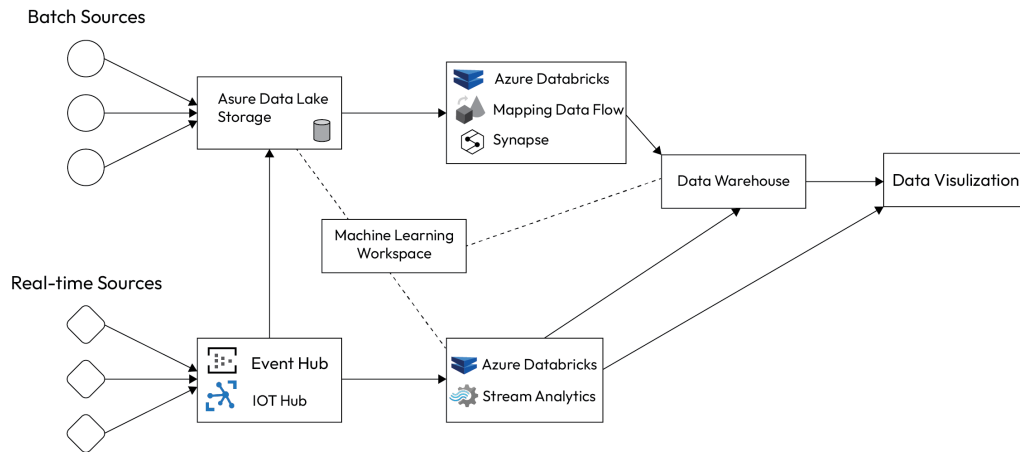 Batch Sources
Asure Data Lake
Storage
Azure Databricks
Mapping Data Flow
Synapse
Data Warehouse
Data Visulization
Machine Learning
Workspace
Real-time Sources
Event Hub
IOT Hub
Azure Databricks
Stream Analytics